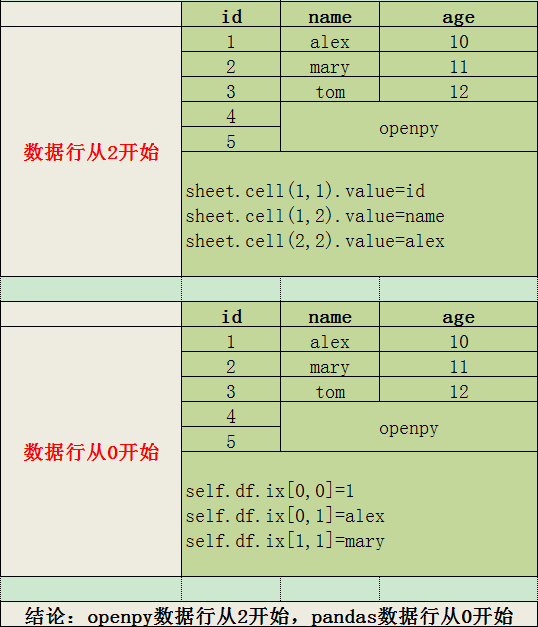 id name age
1 alex 10
2 mary 11
3 tom 12
4
openpy
5
数据行从2开始
sheet.cell(1,1).value=id
sheet.cell(1,2).value=name
sheet.cell(2,2).value=alex
id name age
1 alex 10
2 mary 11
3 tom 12
4
openpy
5
数据行从0开始
self.df.ix[0,0]=1
self.df.ix[0,1]=alex
self.df.ix[1,1]=mary
结论：openpy数据行从2开始，pandas数据行从0开始